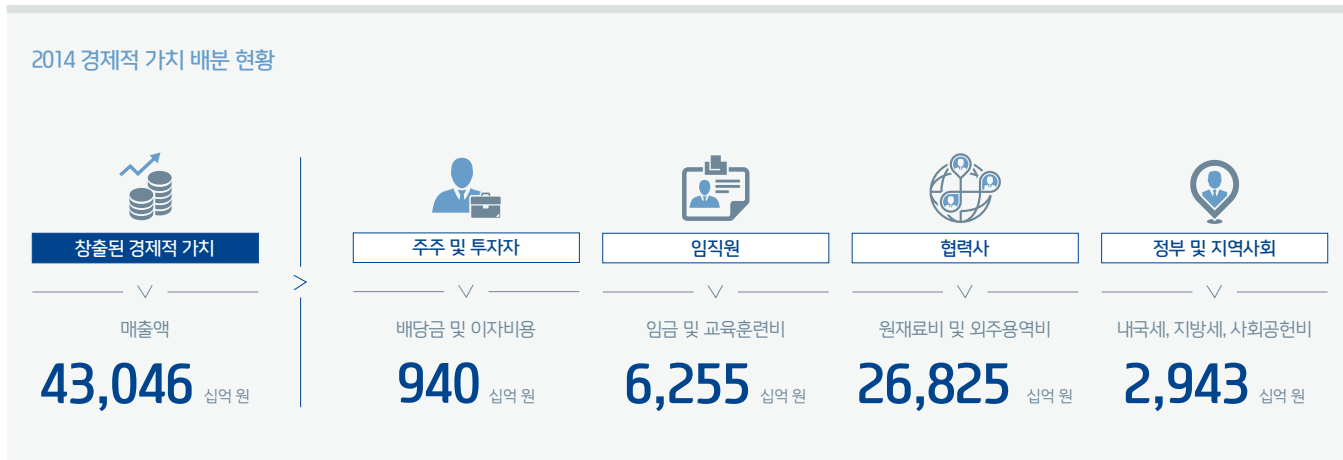 2014 경제적 가치 배분 현황
창출된 경제적 가치
매출액
43,046 십억 원
주주 및 투자자
배당금 및 이자비용
940 십억 원
임직원
임금 및 교육훈련비
6,255 십억 원
협력사
원재료비 및 외주용역비
26,825 십억 원
정부 및 지역사회
내국세, 지방세, 사회공헌비
2,943 십억 원